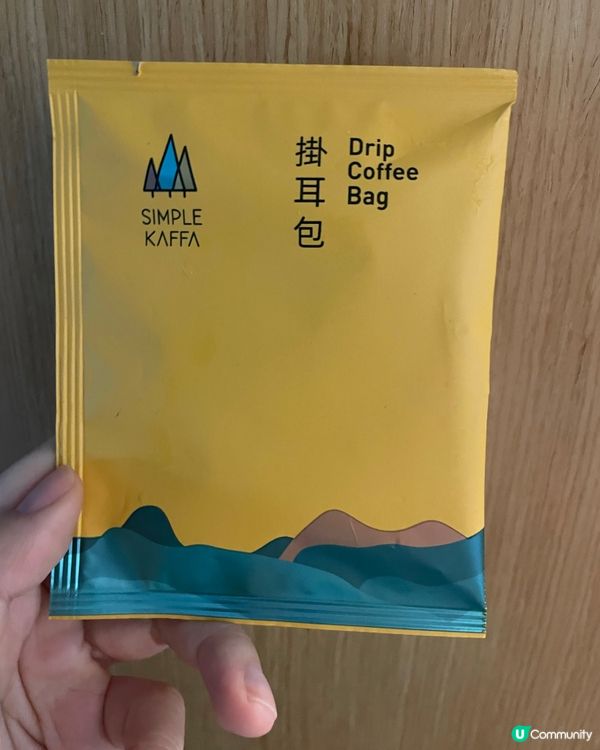 SIMPLE
KAFFA
掛耳包
Drip
Coffee
Bag
U Community